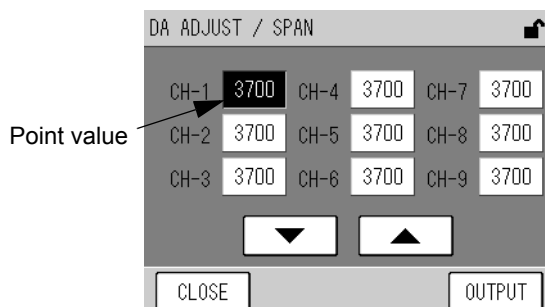 DA ADJUST / SPAN
CH-1 3700 CH-4 3700 CH-7 3700
Point value
CH-2 3700 CH-5 3700 CH-8 3700
CH-3 3700 CH-6 3700 CH-9 3700
CLOSE OUTPUT